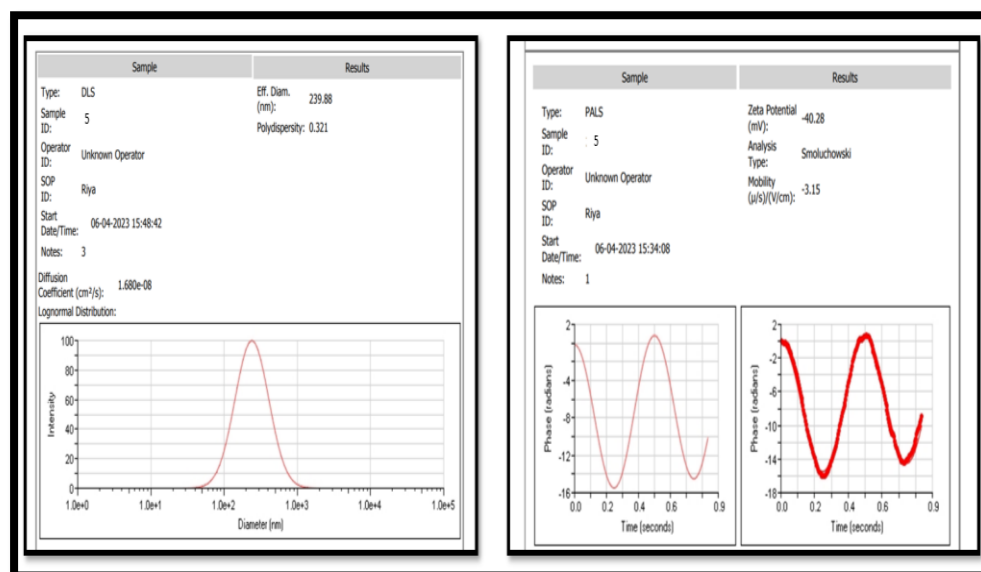 Sample Results
Type: DLS
Eff. Diam. (nm): 239.88
Sample ID: 5
Polydispersity: 0.321
Operator ID: Unknown Operator
SOP ID: Riya
Start Date/Time: 06-04-2023 15:48:42
Notes: 3
Diffusion Coefficient (cm²/s): 1.680e-08
Lognormal Distribution:
Intensity
100
80
60
40
20
0
1.0e+0 1.0e+1 1.0e+2 1.0e+3 1.0e+4 1.0e+5
Diameter (nm)
Sample Results
Type: PALS
Zeta Potential (mV): -40.28
Sample ID: : 5
Analysis Type: Smoluchowski
Operator ID: Unknown Operator
Mobility (μ/s)/(V/cm): -3.15
SOP ID: Riya
Start Date/Time: 06-04-2023 15:34:08
Notes: 1
Phase (radians)
2
-4
-8
-12
-16
0.0 0.2 0.4 0.6 0.9
Time (seconds)
Phase (radians)
2
-2
-6
-10
-14
-18
0.0 0.2 0.4 0.6 0.9
Time (seconds)